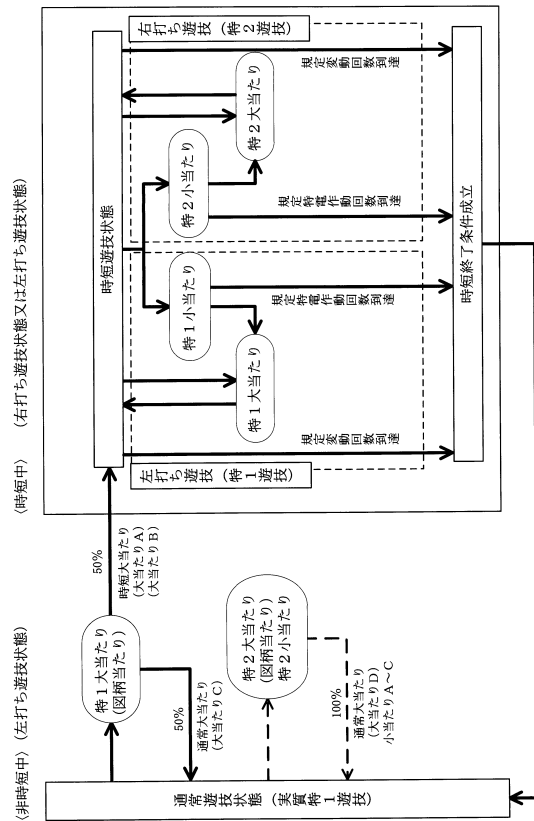 〈非時短中〉（左打ち遊技状態）
〈時短中〉（右打ち遊技状態又は左打ち遊技状態）
通常遊技状態（実質特１遊技）
特１大当たり
（図柄当たり）
50%
時短大当たり
（大当たりA）
（大当たりB）
50%
通常大当たり
（大当たりC）
特２大当たり
（図柄当たり）
特２小当たり
100%
通常大当たり
（大当たりD）
小当たりA～C
時短遊技状態
左打ち遊技（特１遊技）
特１大当たり
特１小当たり
規定変動回数到達
規定特電作動回数到達
右打ち遊技（特２遊技）
特２小当たり
特２大当たり
規定特電作動回数到達
規定変動回数到達
時短終了条件成立